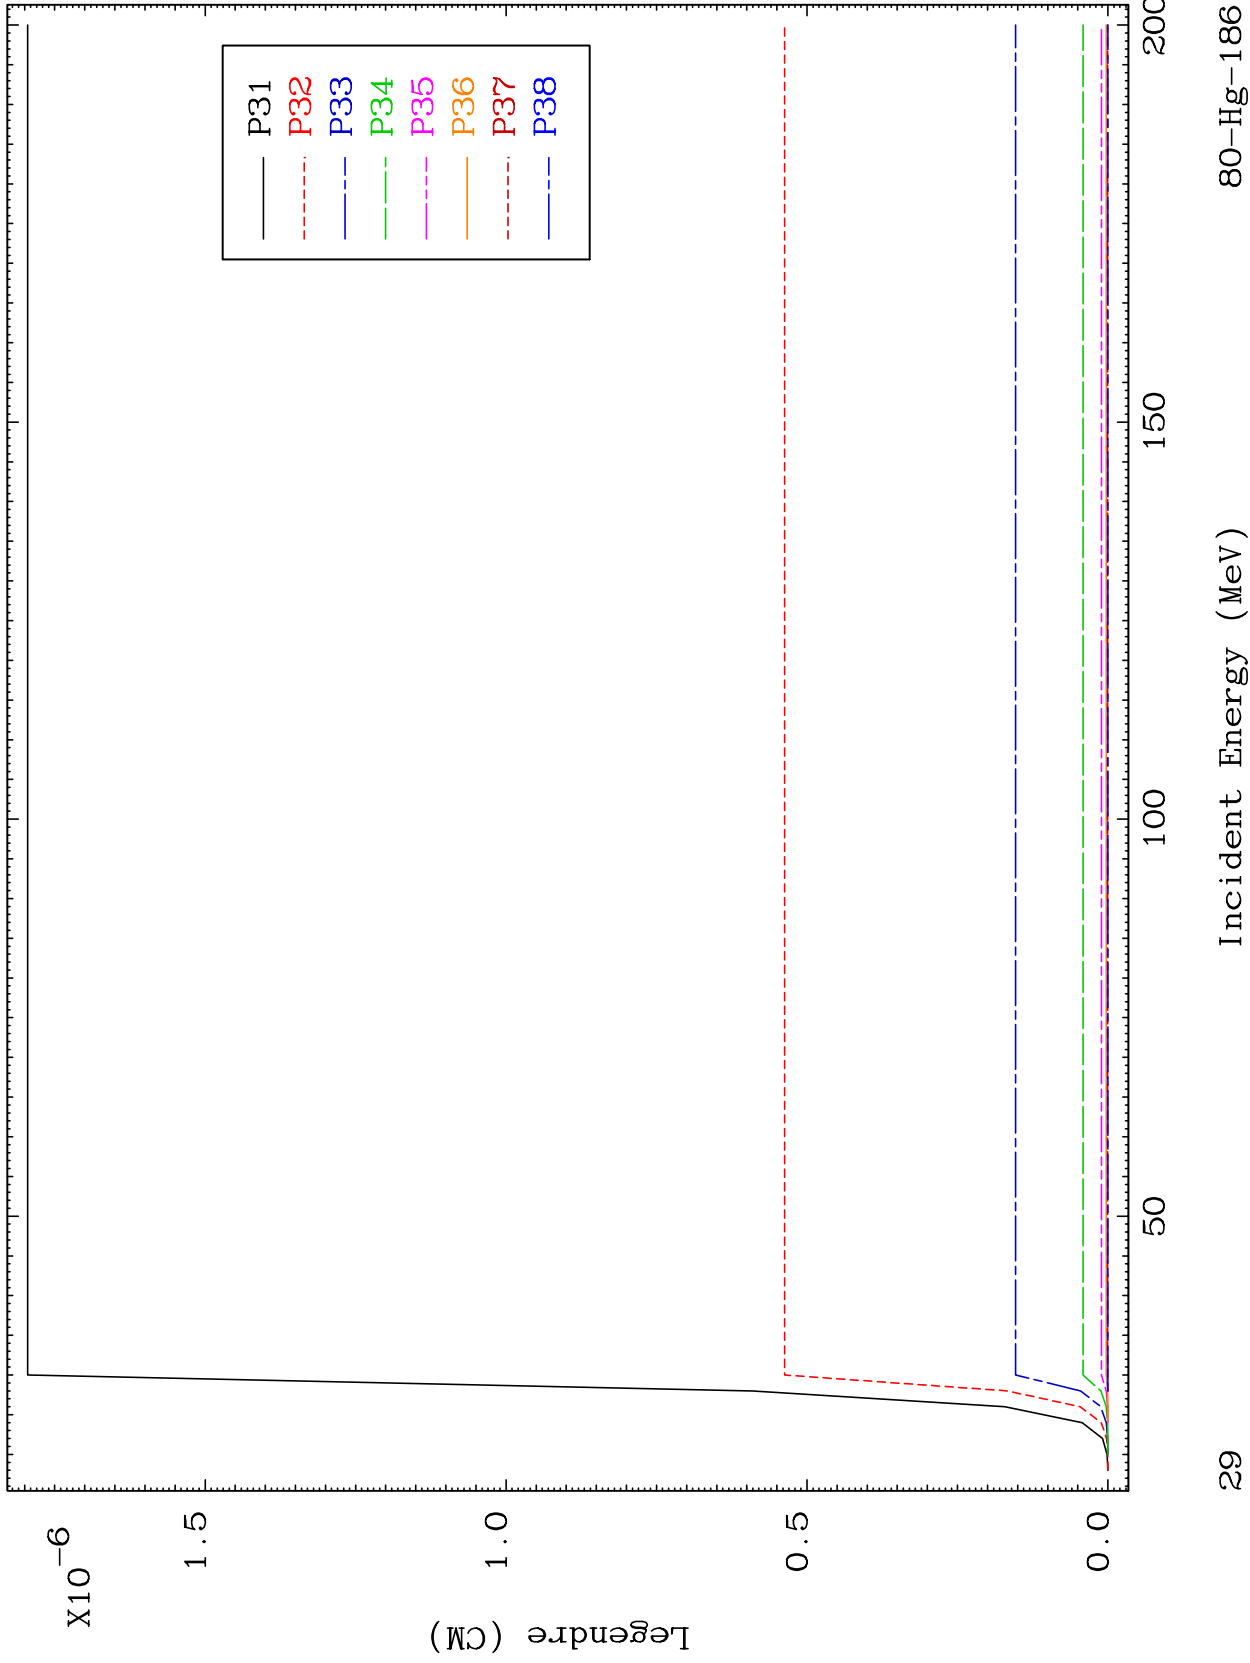 X10-6
1.5
1.0
0.5
0.0
Legendre (CM)
P31
P32
P33
P34
P35
P36
P37
P38
50
100
150
200
29
Incident Energy (MeV)
80-Hg-186